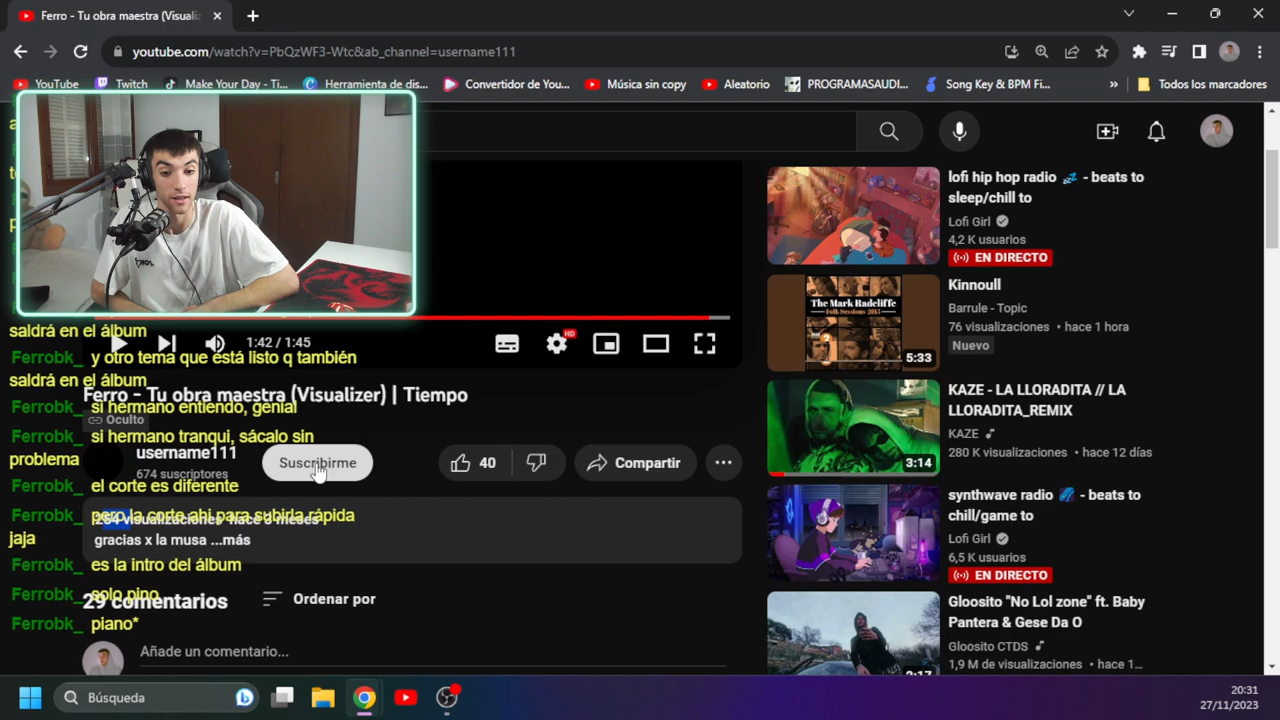 Ferro - Tu obra maestra (Visualiz
youtube.com/watch?v=PbQzWF3-Wtc&ab_channel=username111
YouTube
Twitch
Make Your Day - Ti...
Herramienta de dis...
Convertidor de You...
Música sin copy
Aleatorio
PROGRAMASAUDI...
Song Key & BPM Fi...
»
Todos los marcadores
saldrá en el álbum
1:42 / 1:45
HD
Ferrobk_ y otro tema que está listo q también
saldrá en el álbum
Ferro - Tu obra maestra (Visualizer) | Tiempo
Ferrobk_ si hermano entiendo, genial
Oculto
Ferrobk_ si hermano tranqui, sácalo sin
problema
username111
674 suscriptores
Suscribirme
40
Compartir
Ferrobk_ el corte es diferente
Ferrobk_ pero la corte ahi para subirla rápida
jaja
264 visualizaciones hace 3 meses
gracias x la musa ...más
Ferrobk_ es la intro del álbum
Ferrobk_ solo pino
29 comentarios
Ordenar por
Ferrobk_ piano*
Añade un comentario...
lofi hip hop radio 💤 - beats to
sleep/chill to
Lofi Girl
4,2 K usuarios
EN DIRECTO
The Mark Radcliffe
Folk Sessions 2013
5:33
Kinnoull
Barrule - Topic
76 visualizaciones • hace 1 hora
Nuevo
3:14
KAZE - LA LLORADITA // LA
LLORADITA_REMIX
KAZE
280 K visualizaciones • hace 12 días
synthwave radio 🌌 - beats to
chill/game to
Lofi Girl
6,5 K usuarios
EN DIRECTO
Gloosito "No Lol zone" ft. Baby
Pantera & Gese Da O
Gloosito CTDS
1,9 M de visualizaciones • hace 1...
Búsqueda
20:31
27/11/2023